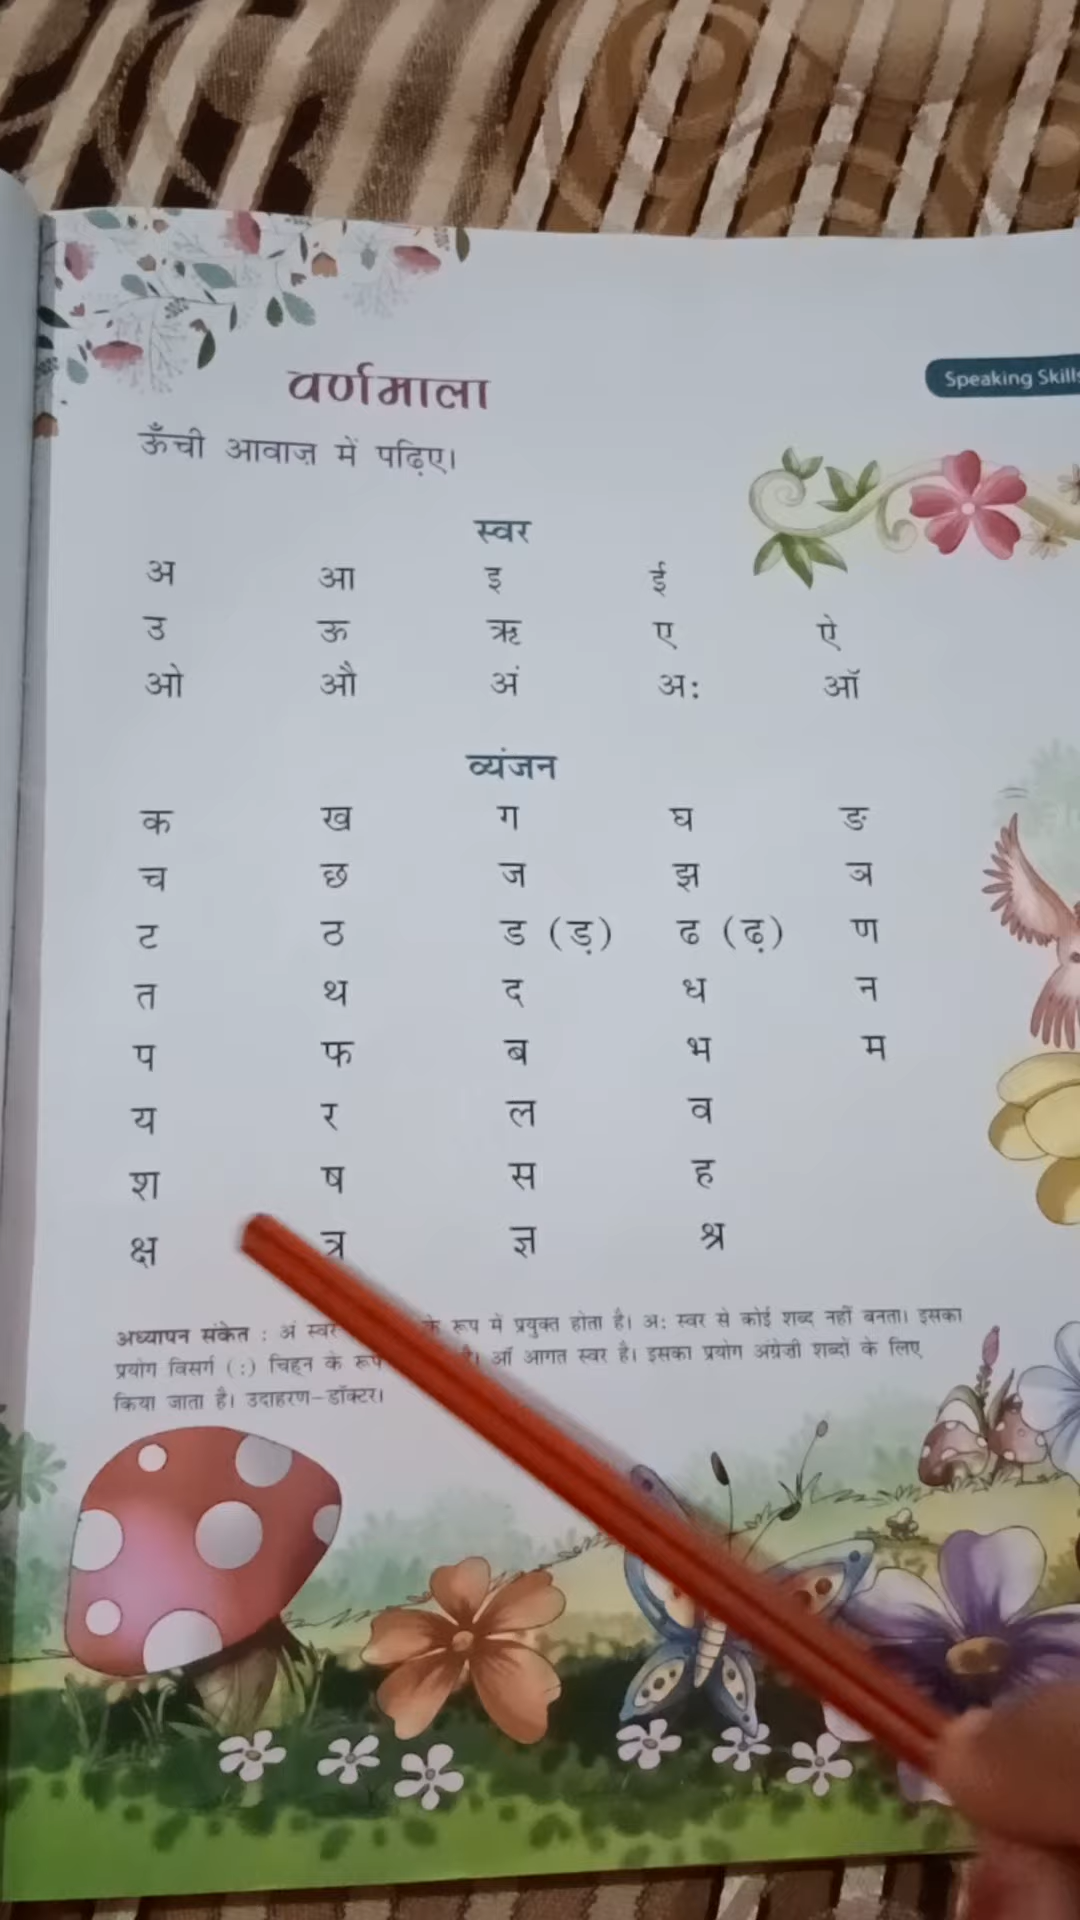 वर्णमाला
Speaking Skills
ऊँची आवाज़ में पढ़िए।
स्वर
अ आ इ ई
उ ऊ ऋ ए ऐ
ओ औ अं अः ऑ
व्यंजन
क ख ग घ ङ
च छ ज झ ञ
ट ठ ड (ड़) ढ (ढ़) ण
त थ द ध न
प फ ब भ म
य र ल व
श ष स ह
क्ष त्र ज्ञ श्र
अध्यापन संकेत : अं स्वर के रूप में प्रयुक्त होता है। अः स्वर से कोई शब्द नहीं बनता। इसका
प्रयोग विसर्ग (:) चिह्न के रूप है। ऑ आगत स्वर है। इसका प्रयोग अंग्रेज़ी शब्दों के लिए
किया जाता है। उदाहरण–डॉक्टर।